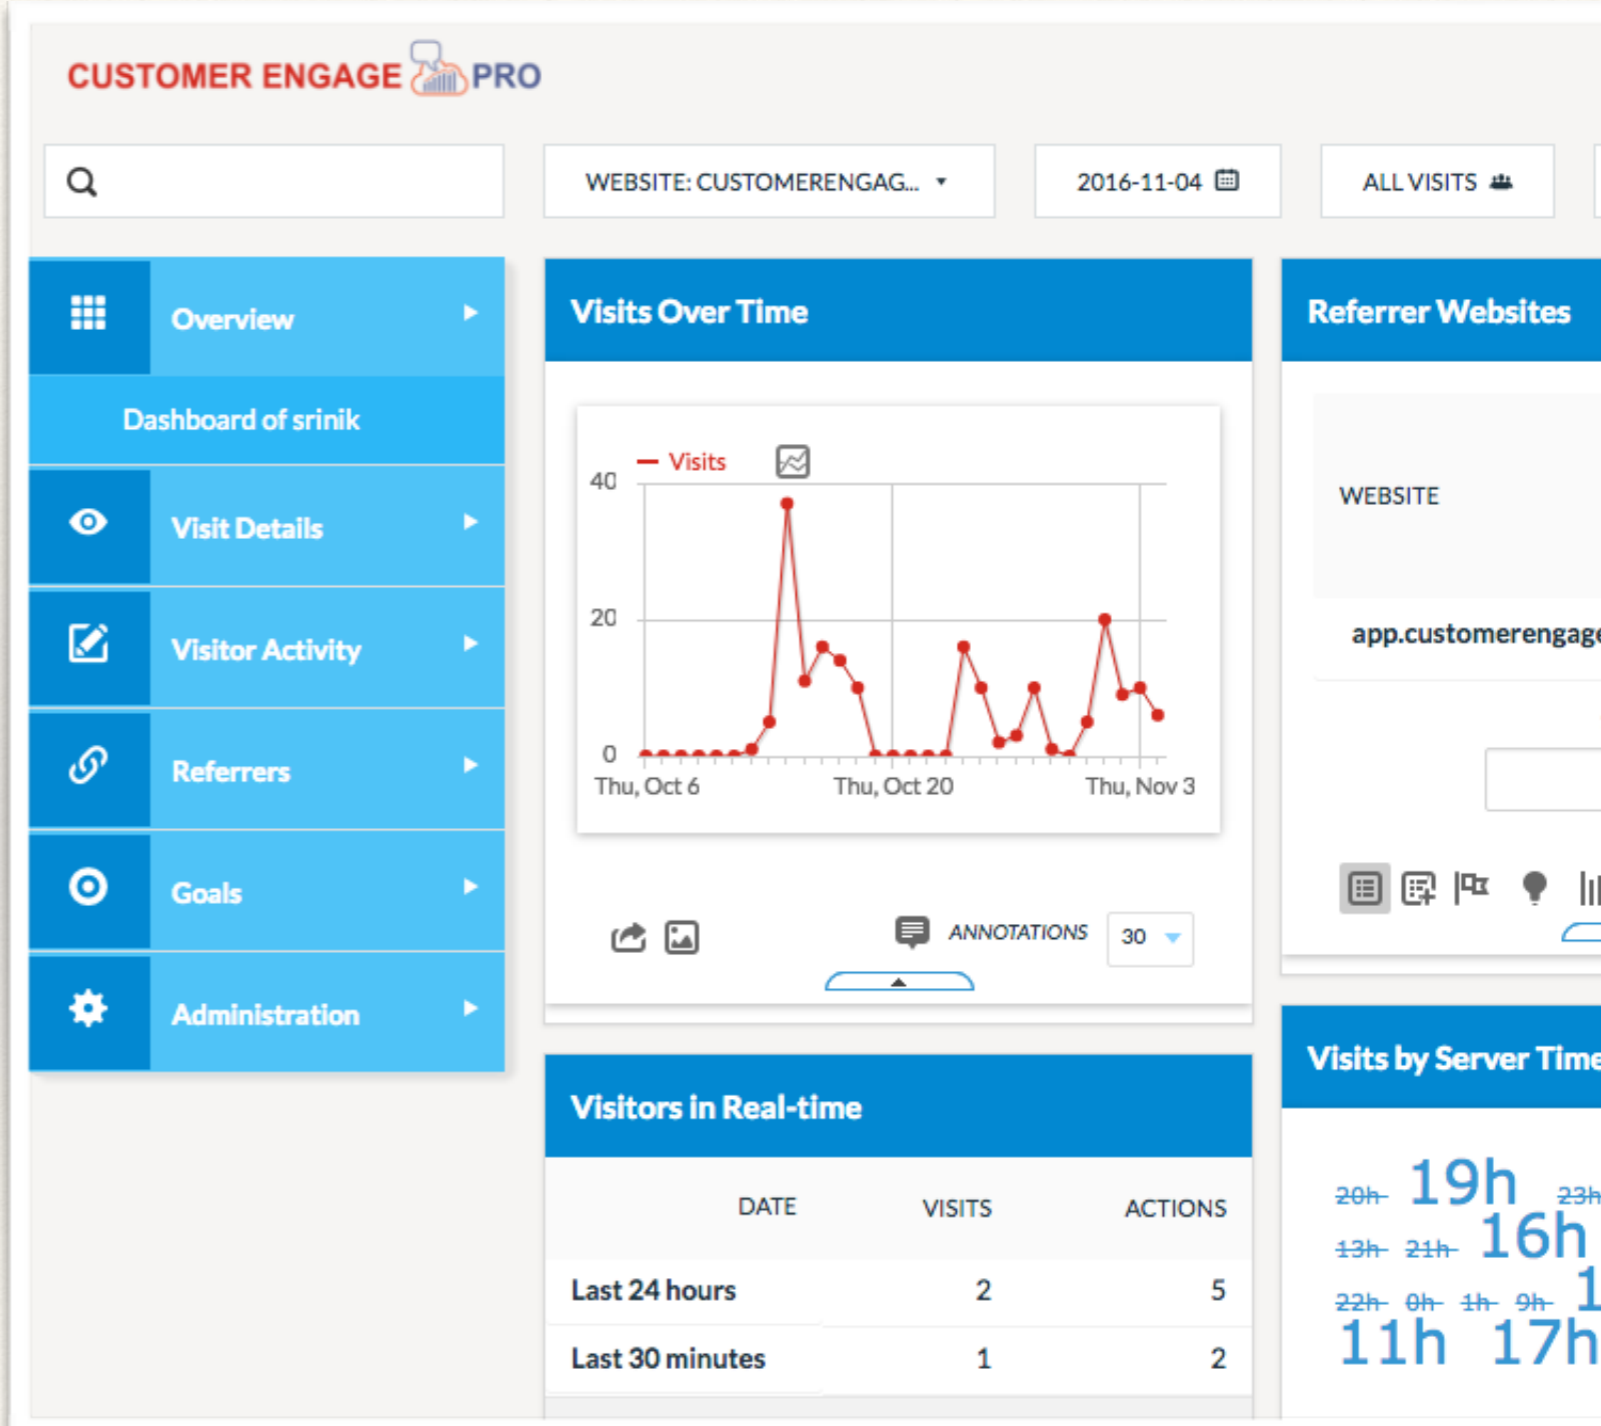 CUSTOMER ENGAGE PRO
WEBSITE: CUSTOMERENGAG...
2016-11-04
ALL VISITS
Overview
Dashboard of srinik
Visit Details
Visitor Activity
Referrers
Goals
Administration
Visits Over Time
Visits
40
20
0
Thu, Oct 6 Thu, Oct 20 Thu, Nov 3
ANNOTATIONS 30
Visitors in Real-time
DATE VISITS ACTIONS
Last 24 hours 2 5
Last 30 minutes 1 2
Referrer Websites
WEBSITE
app.customerengage
Visits by Server Time
20h 19h 23h
13h 21h 16h
22h 0h 1h 9h 1
11h 17h